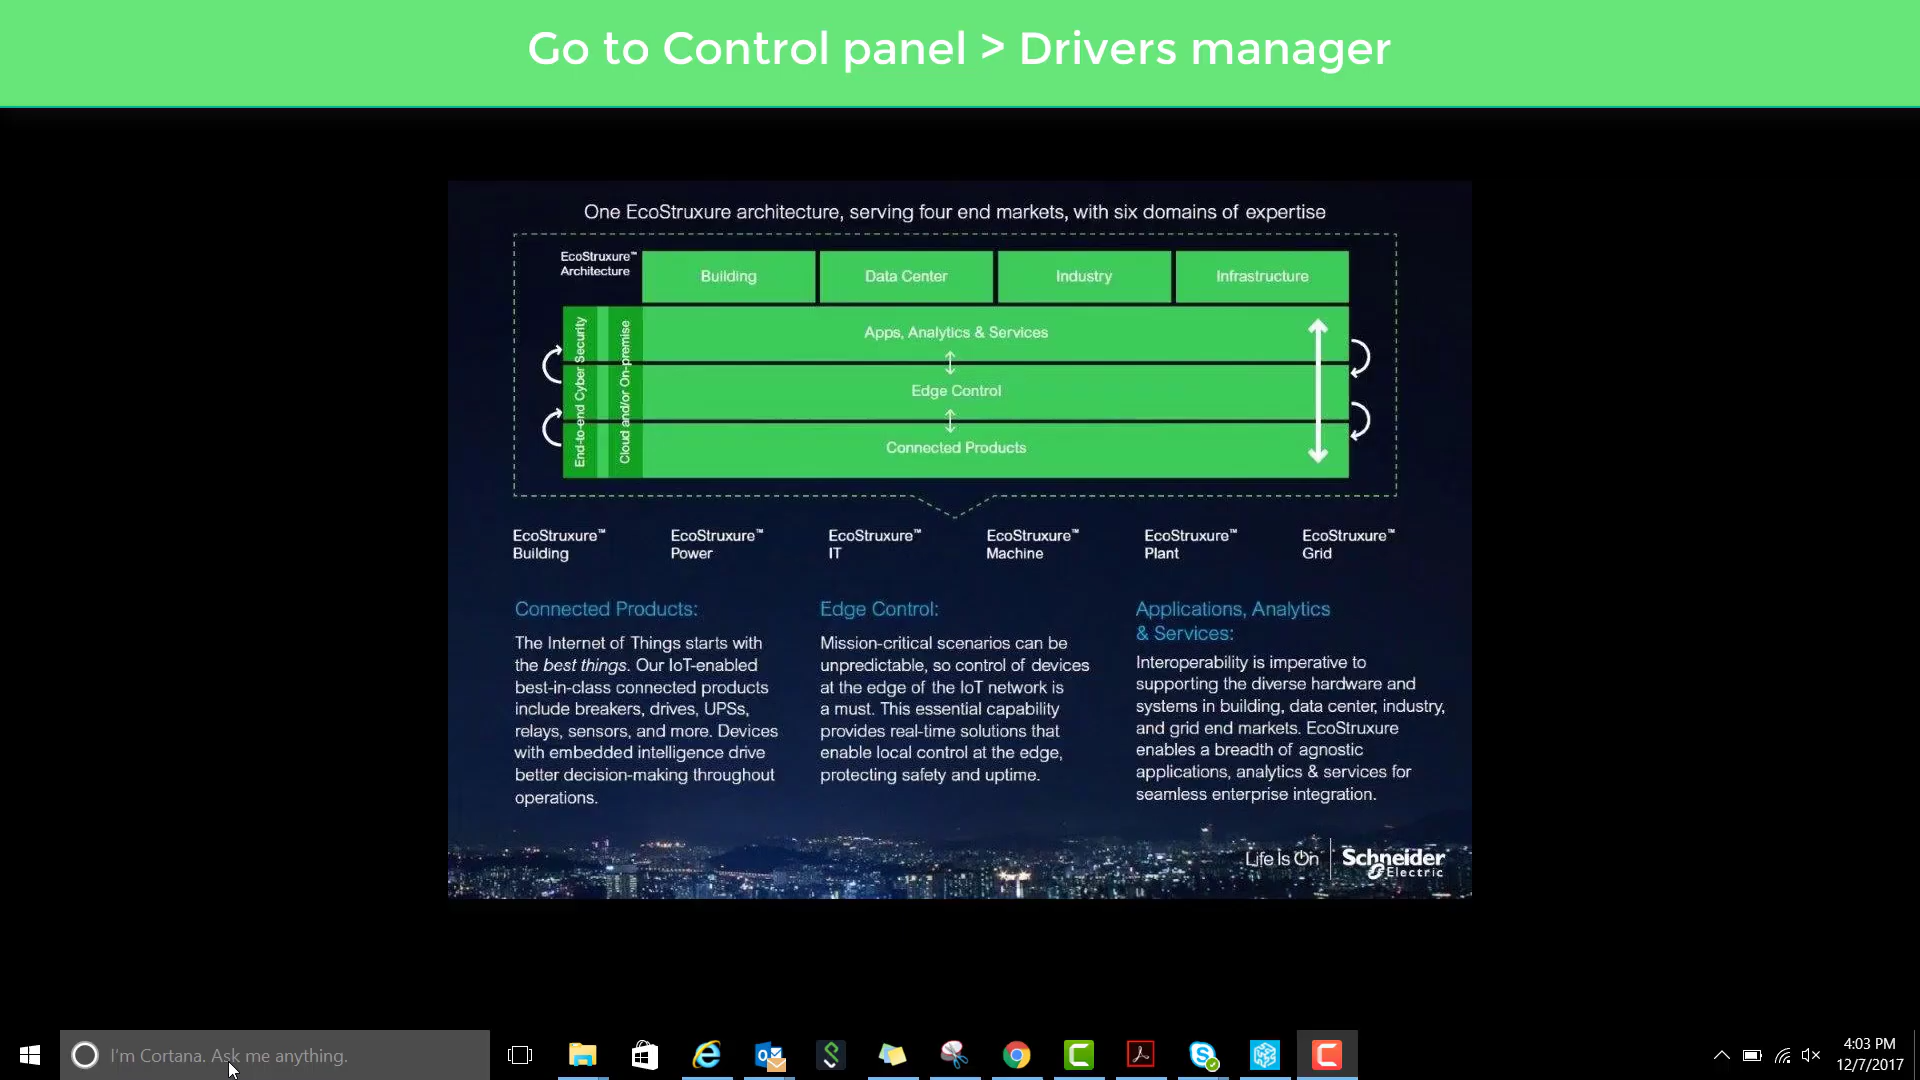 Go to Control panel > Drivers manager
One EcoStruxure architecture, serving four end markets, with six domains of expertise
EcoStruxure™
Architecture
Building
Data Center
Industry
Infrastructure
End-to-end Cyber Security
Cloud and/or On-premise
Apps, Analytics & Services
Edge Control
Connected Products
EcoStruxure™
Building
EcoStruxure™
Power
EcoStruxure™
IT
EcoStruxure™
Machine
EcoStruxure™
Plant
EcoStruxure™
Grid
Connected Products:
The Internet of Things starts with
the best things. Our IoT-enabled
best-in-class connected products
include breakers, drives, UPSs,
relays, sensors, and more. Devices
with embedded intelligence drive
better decision-making throughout
operations.
Edge Control:
Mission-critical scenarios can be
unpredictable, so control of devices
at the edge of the IoT network is
a must. This essential capability
provides real-time solutions that
enable local control at the edge,
protecting safety and uptime.
Applications, Analytics
& Services:
Interoperability is imperative to
supporting the diverse hardware and
systems in building, data center, industry,
and grid end markets. EcoStruxure
enables a breadth of agnostic
applications, analytics & services for
seamless enterprise integration.
Life Is On
Schneider
Electric
I'm Cortana. Ask me anything.
4:03 PM
12/7/2017